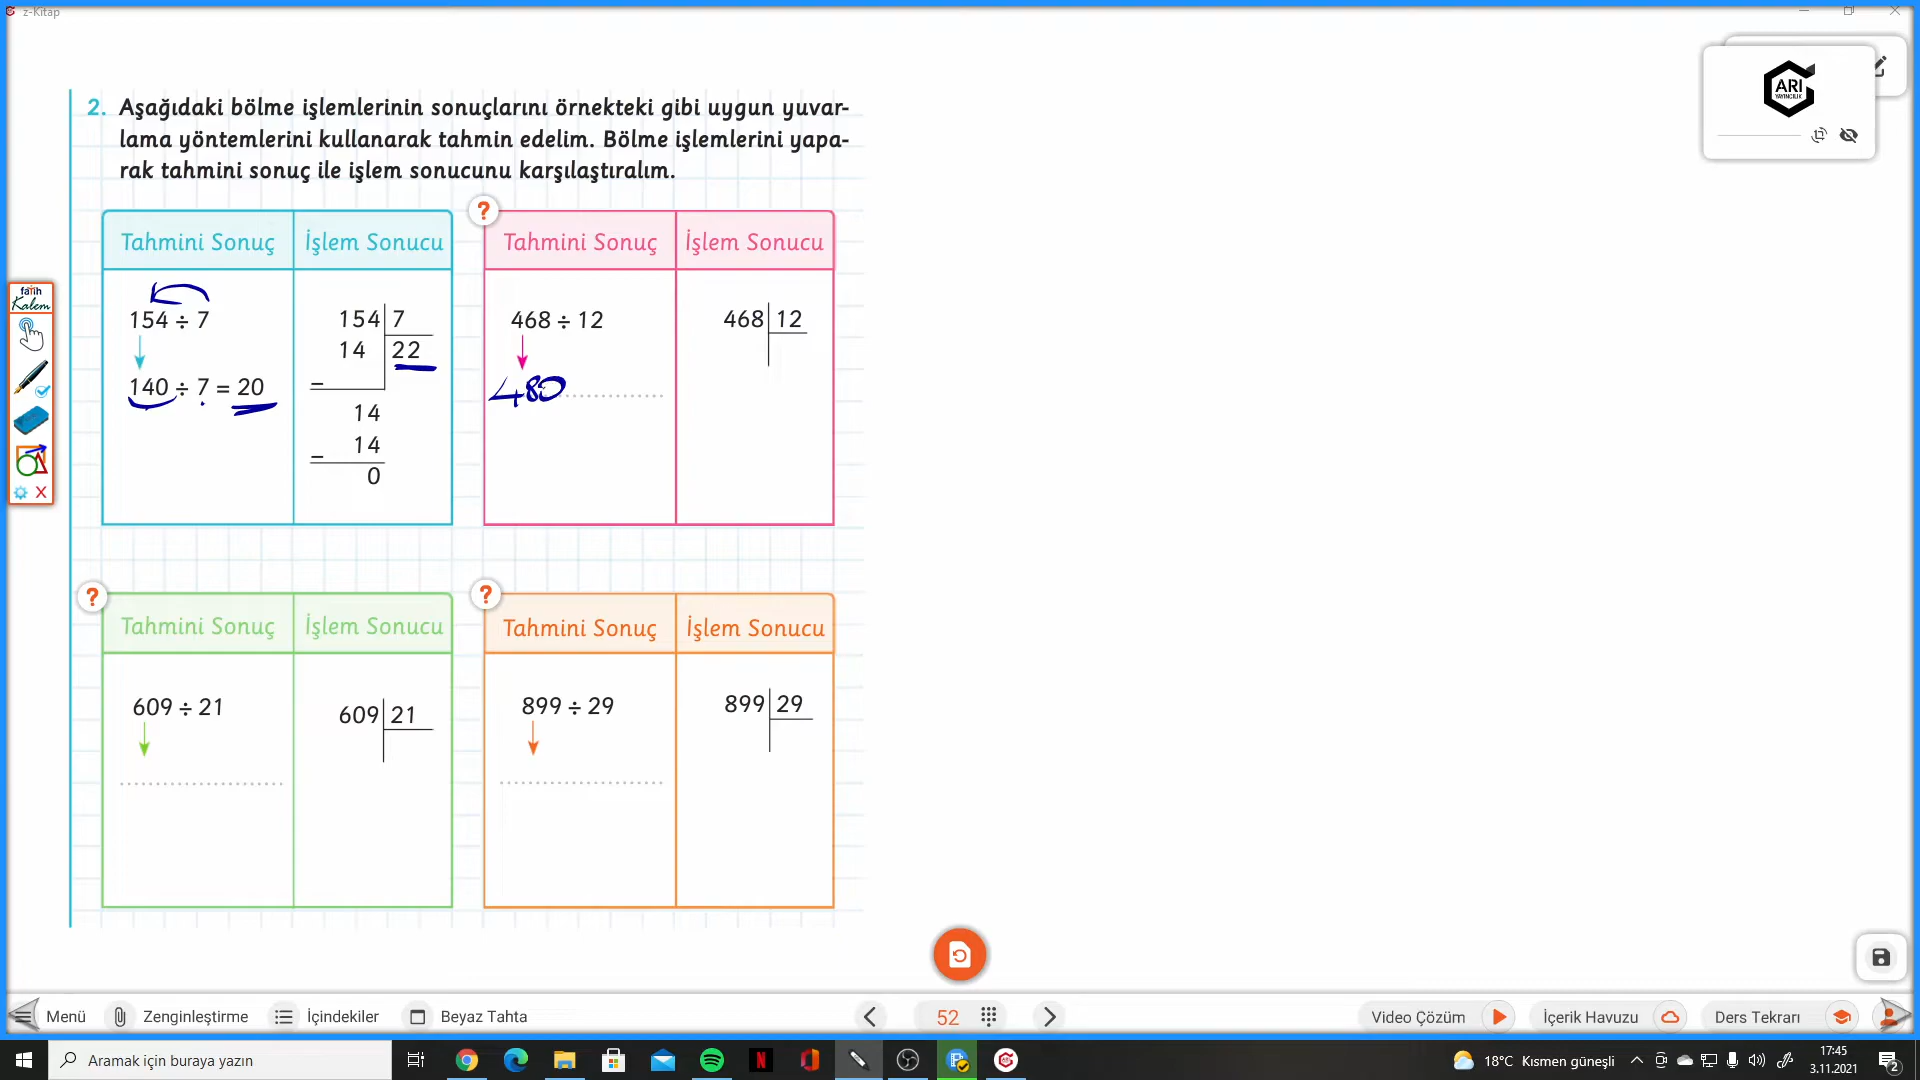 z-Kitap
ARI
YAYINCILIK
2. Aşağıdaki bölme işlemlerinin sonuçlarını örnekteki gibi uygun yuvar-
lama yöntemlerini kullanarak tahmin edelim. Bölme işlemlerini yapa-
rak tahmini sonuç ile işlem sonucunu karşılaştıralım.
Tahmini Sonuç İşlem Sonucu
154 ÷ 7
140 ÷ 7 = 20
154 7
14 22
–
14
14
–
0
?
Tahmini Sonuç İşlem Sonucu
468 ÷ 12
480
468 12
?
Tahmini Sonuç İşlem Sonucu
609 ÷ 21
609 21
?
Tahmini Sonuç İşlem Sonucu
899 ÷ 29
899 29
fatih
Kalem
X
Menü Zenginleştirme İçindekiler Beyaz Tahta 52 Video Çözüm İçerik Havuzu Ders Tekrarı
Aramak için buraya yazın 18°C Kısmen güneşli 17:45
3.11.2021
2